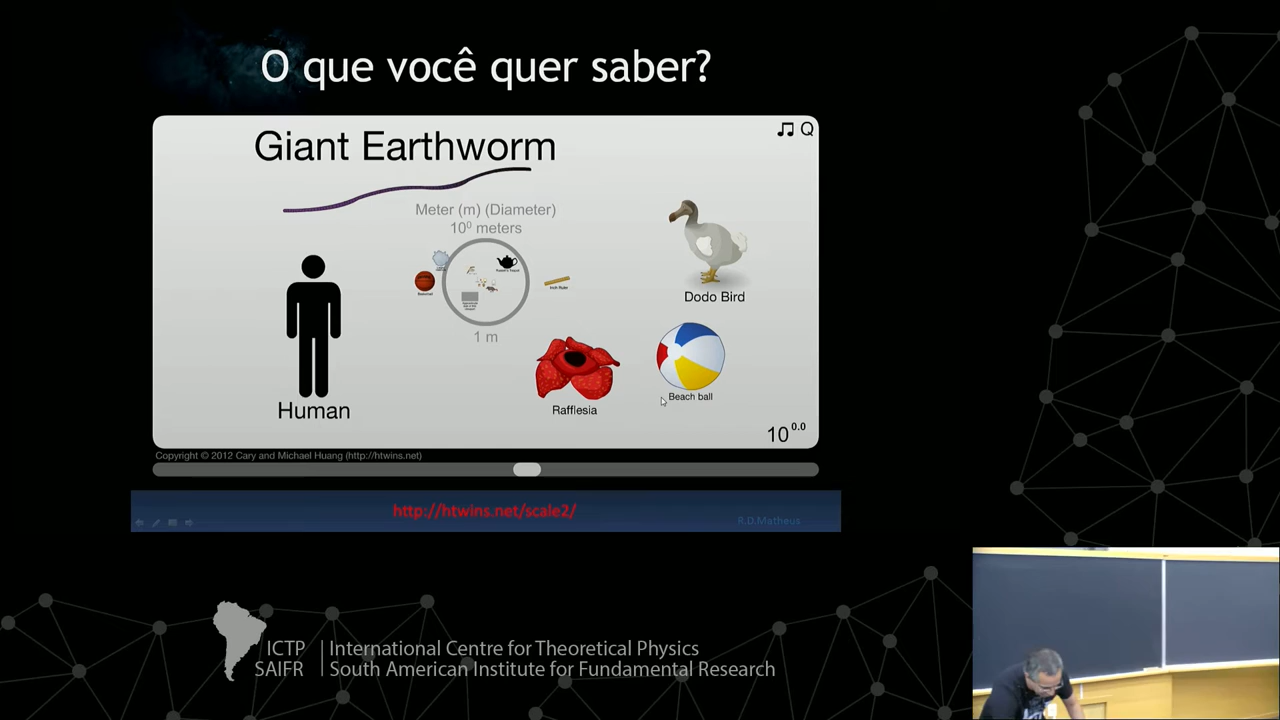 O que você quer saber?
Giant Earthworm
Q
Meter (m) (Diameter)
10⁰ meters
Basketball
1 m
Human
Rafflesia
Dodo Bird
Beach ball
10⁰·⁰
Copyright © 2012 Cary and Michael Huang (http://htwins.net)
http://htwins.net/scale2/
R.D.Matheus
ICTP
SAIFR
International Centre for Theoretical Physics
South American Institute for Fundamental Research